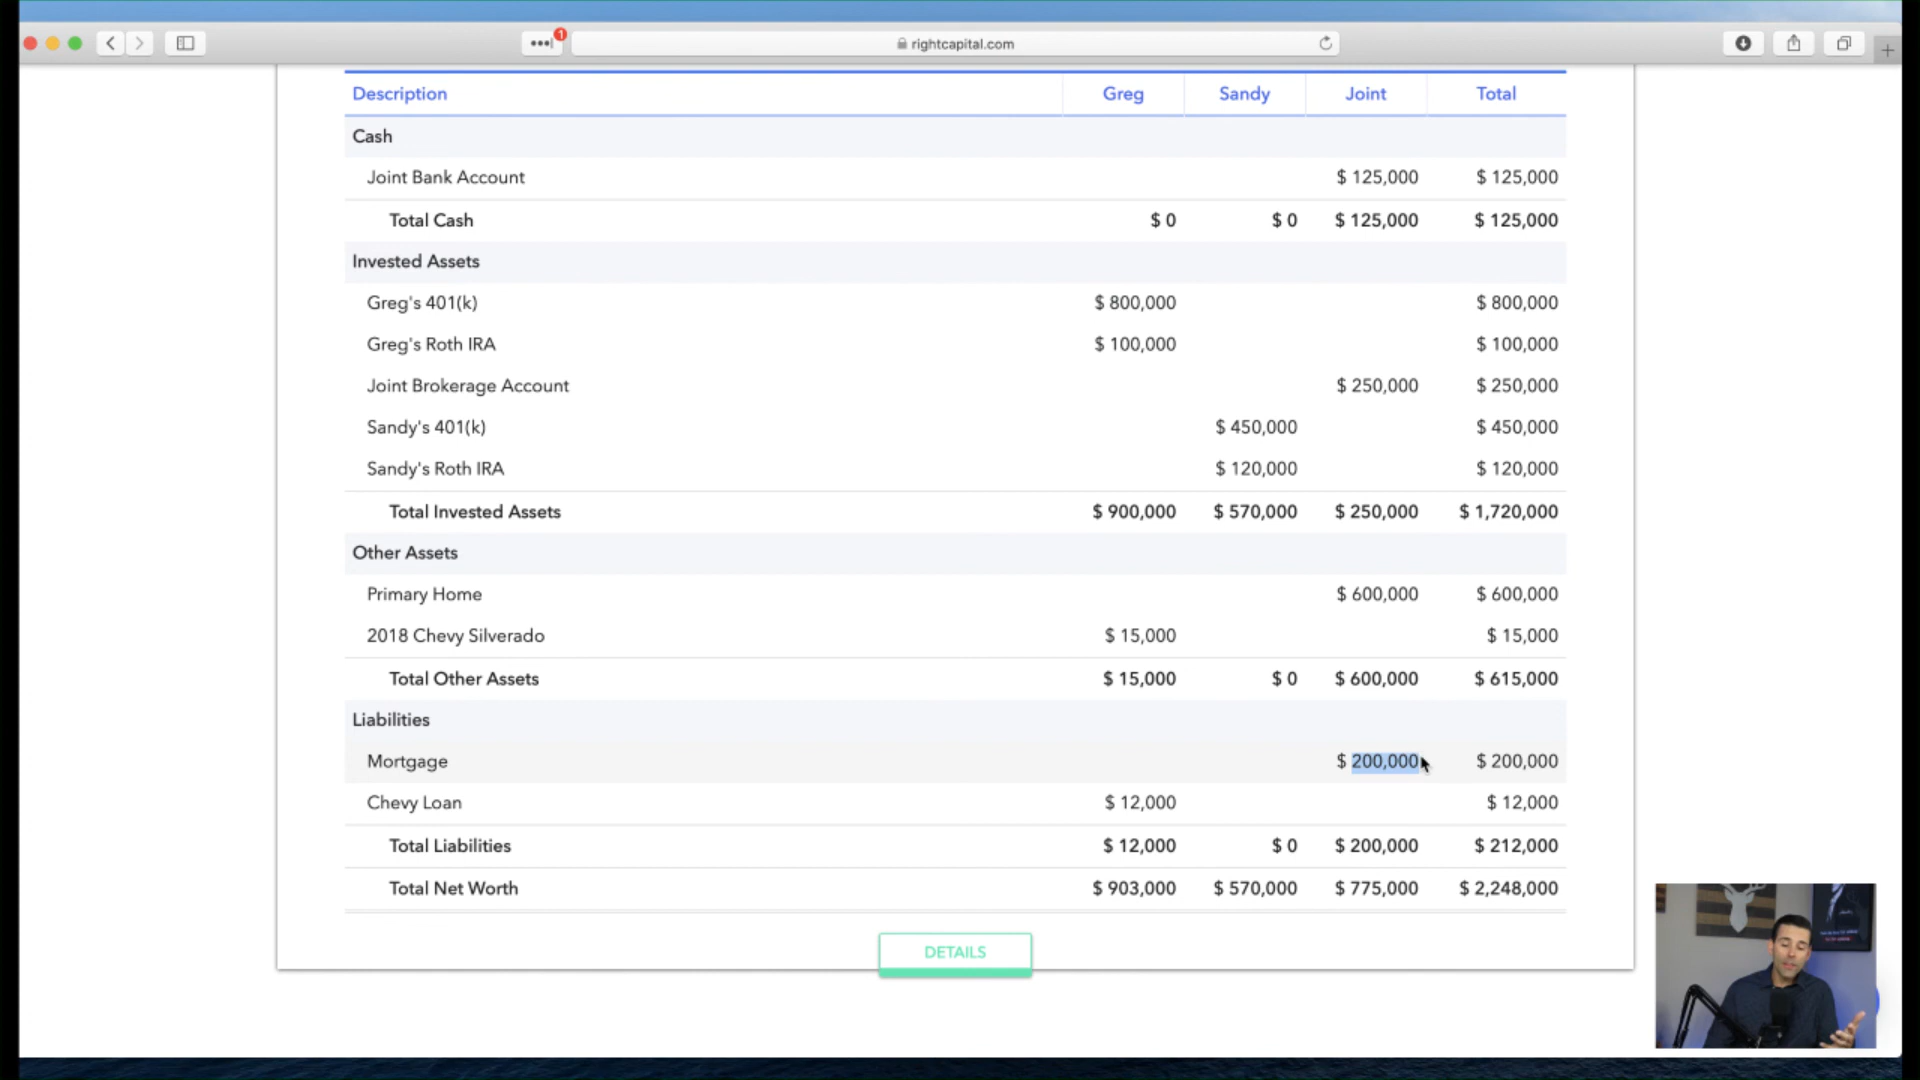 1
rightcapital.com
Description Greg Sandy Joint Total
Cash
Joint Bank Account $ 125,000 $ 125,000
Total Cash $ 0 $ 0 $ 125,000 $ 125,000
Invested Assets
Greg's 401(k) $ 800,000 $ 800,000
Greg's Roth IRA $ 100,000 $ 100,000
Joint Brokerage Account $ 250,000 $ 250,000
Sandy's 401(k) $ 450,000 $ 450,000
Sandy's Roth IRA $ 120,000 $ 120,000
Total Invested Assets $ 900,000 $ 570,000 $ 250,000 $ 1,720,000
Other Assets
Primary Home $ 600,000 $ 600,000
2018 Chevy Silverado $ 15,000 $ 15,000
Total Other Assets $ 15,000 $ 0 $ 600,000 $ 615,000
Liabilities
Mortgage $ 200,000 $ 200,000
Chevy Loan $ 12,000 $ 12,000
Total Liabilities $ 12,000 $ 0 $ 200,000 $ 212,000
Total Net Worth $ 903,000 $ 570,000 $ 775,000 $ 2,248,000
DETAILS